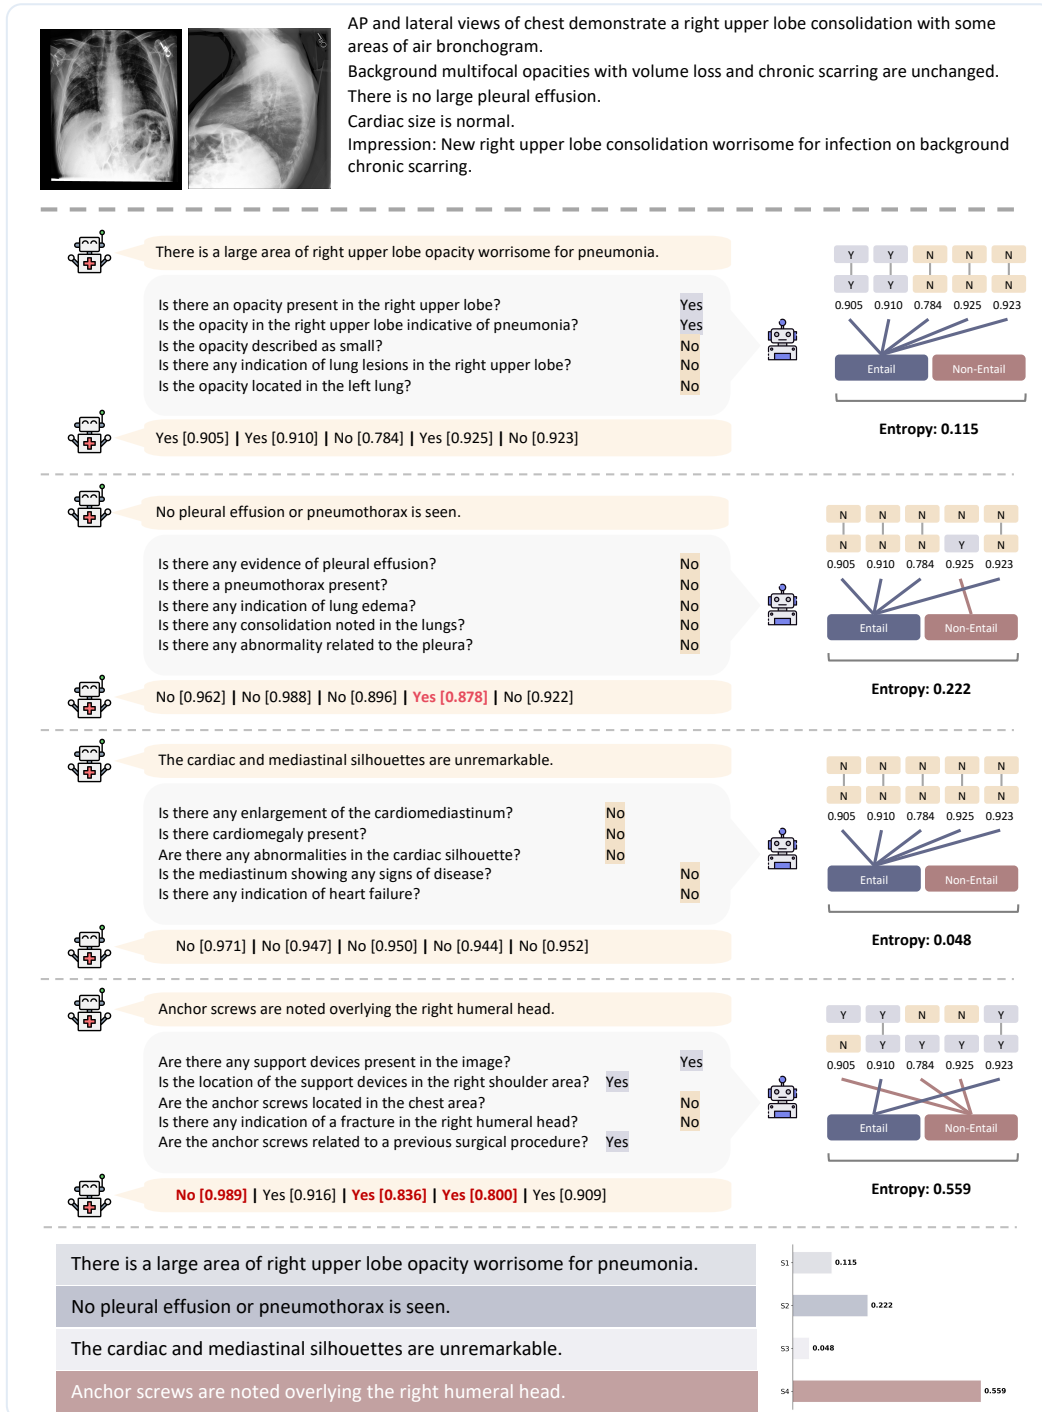 AP and lateral views of chest demonstrate a right upper lobe consolidation with some
areas of air bronchogram.
Background multifocal opacities with volume loss and chronic scarring are unchanged.
There is no large pleural effusion.
Cardiac size is normal.
Impression: New right upper lobe consolidation worrisome for infection on background
chronic scarring.
There is a large area of right upper lobe opacity worrisome for pneumonia.
Is there an opacity present in the right upper lobe? Yes
Is the opacity in the right upper lobe indicative of pneumonia? Yes
Is the opacity described as small? No
Is there any indication of lung lesions in the right upper lobe? No
Is the opacity located in the left lung? No
Yes [0.905] | Yes [0.910] | No [0.784] | Yes [0.925] | No [0.923]
Y Y N N N
Y Y N N N
0.905 0.910 0.784 0.925 0.923
Entail Non-Entail
Entropy: 0.115
No pleural effusion or pneumothorax is seen.
Is there any evidence of pleural effusion? No
Is there a pneumothorax present? No
Is there any indication of lung edema? No
Is there any consolidation noted in the lungs? No
Is there any abnormality related to the pleura? No
No [0.962] | No [0.988] | No [0.896] | Yes [0.878] | No [0.922]
N N N N N
N N N Y N
0.905 0.910 0.784 0.925 0.923
Entail Non-Entail
Entropy: 0.222
The cardiac and mediastinal silhouettes are unremarkable.
Is there any enlargement of the cardiomediastinum? No
Is there cardiomegaly present? No
Are there any abnormalities in the cardiac silhouette? No
Is the mediastinum showing any signs of disease? No
Is there any indication of heart failure? No
No [0.971] | No [0.947] | No [0.950] | No [0.944] | No [0.952]
N N N N N
N N N N N
0.905 0.910 0.784 0.925 0.923
Entail Non-Entail
Entropy: 0.048
Anchor screws are noted overlying the right humeral head.
Are there any support devices present in the image? Yes
Is the location of the support devices in the right shoulder area? Yes
Are the anchor screws located in the chest area? No
Is there any indication of a fracture in the right humeral head? No
Are the anchor screws related to a previous surgical procedure? Yes
No [0.989] | Yes [0.916] | Yes [0.836] | Yes [0.800] | Yes [0.909]
Y Y N N Y
N Y Y Y Y
0.905 0.910 0.784 0.925 0.923
Entail Non-Entail
Entropy: 0.559
There is a large area of right upper lobe opacity worrisome for pneumonia.
No pleural effusion or pneumothorax is seen.
The cardiac and mediastinal silhouettes are unremarkable.
Anchor screws are noted overlying the right humeral head.
S1 0.115
S2 0.222
S3 0.048
S4 0.559